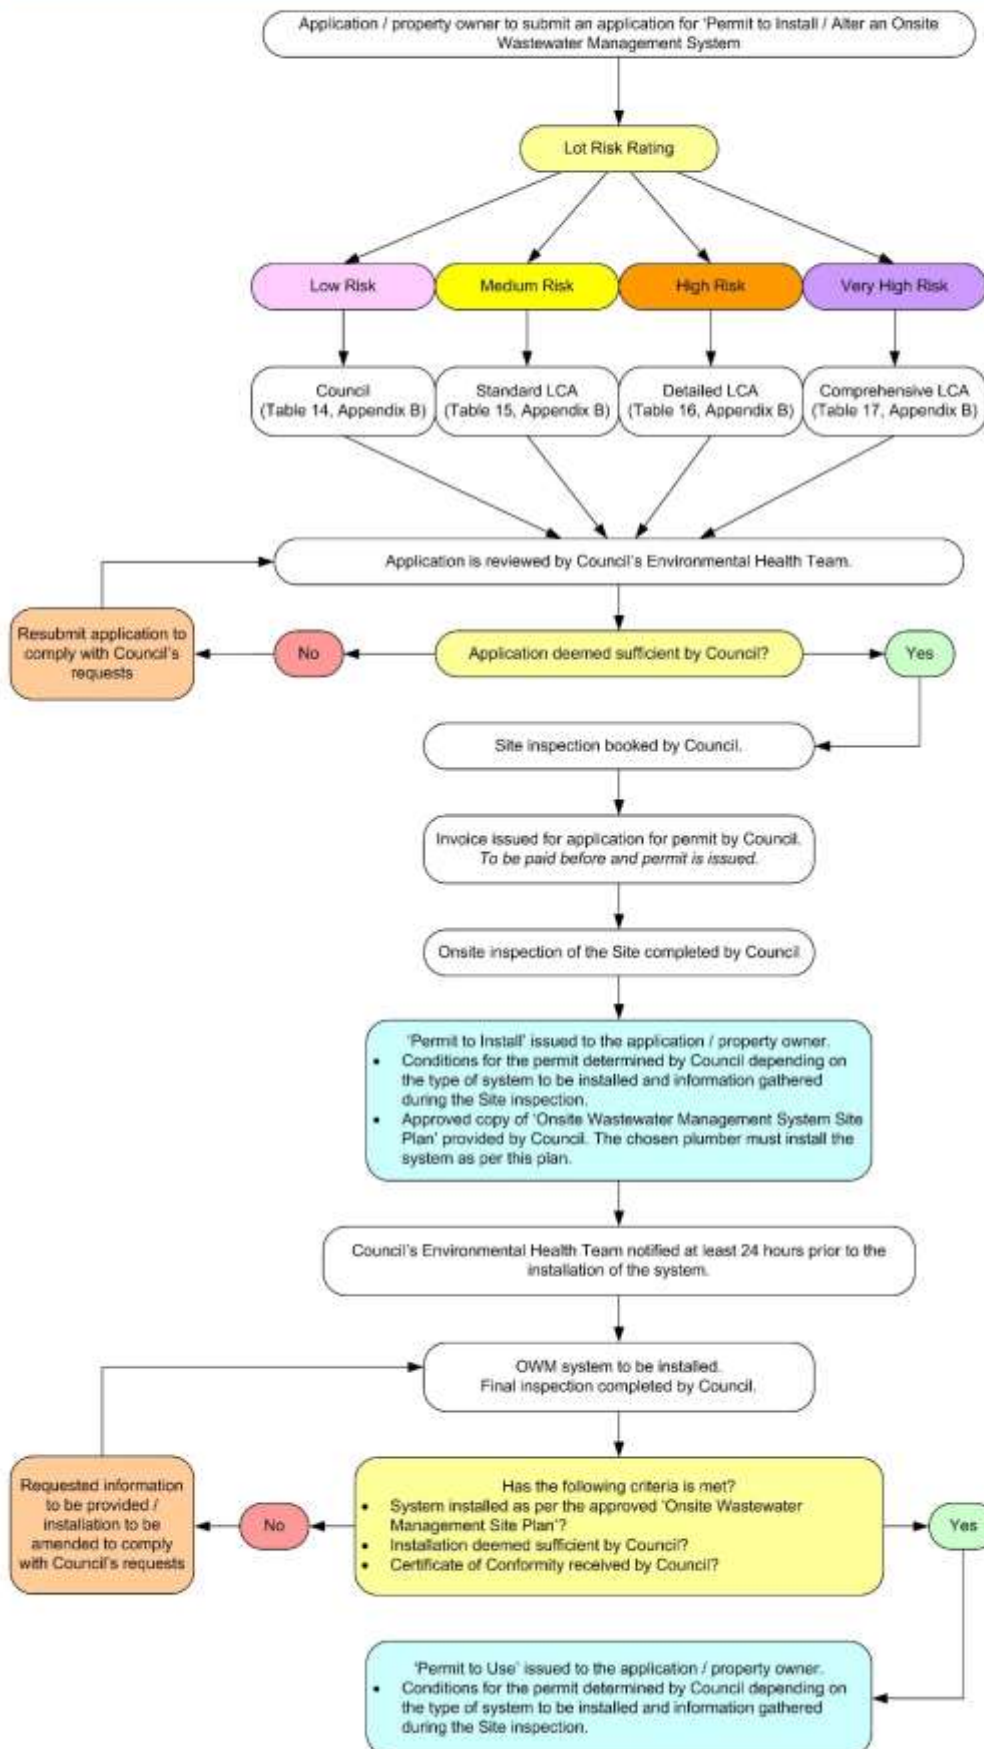 Application / property owner to submit an application for 'Permit to Install / Alter an Onsite
Wastewater Management System
Lot Risk Rating
Low Risk
Medium Risk
High Risk
Very High Risk
Council
(Table 14, Appendix B)
Standard LCA
(Table 15, Appendix B)
Detailed LCA
(Table 16, Appendix B)
Comprehensive LCA
(Table 17, Appendix B)
Application is reviewed by Council's Environmental Health Team.
Resubmit application to
comply with Council's
requests
No
Application deemed sufficient by Council?
Yes
Site inspection booked by Council.
Invoice issued for application for permit by Council.
To be paid before and permit is issued.
Onsite inspection of the Site completed by Council
'Permit to Install' issued to the application / property owner.
• Conditions for the permit determined by Council depending on
the type of system to be installed and information gathered
during the Site inspection.
• Approved copy of 'Onsite Wastewater Management System Site
Plan' provided by Council. The chosen plumber must install the
system as per this plan.
Council's Environmental Health Team notified at least 24 hours prior to the
installation of the system.
OWM system to be installed.
Final inspection completed by Council.
Requested information
to be provided /
installation to be
amended to comply
with Council's requests
No
Has the following criteria is met?
• System installed as per the approved 'Onsite Wastewater
Management Site Plan'?
• Installation deemed sufficient by Council?
• Certificate of Conformity received by Council?
Yes
'Permit to Use' issued to the application / property owner.
• Conditions for the permit determined by Council depending on
the type of system to be installed and information gathered
during the Site inspection.